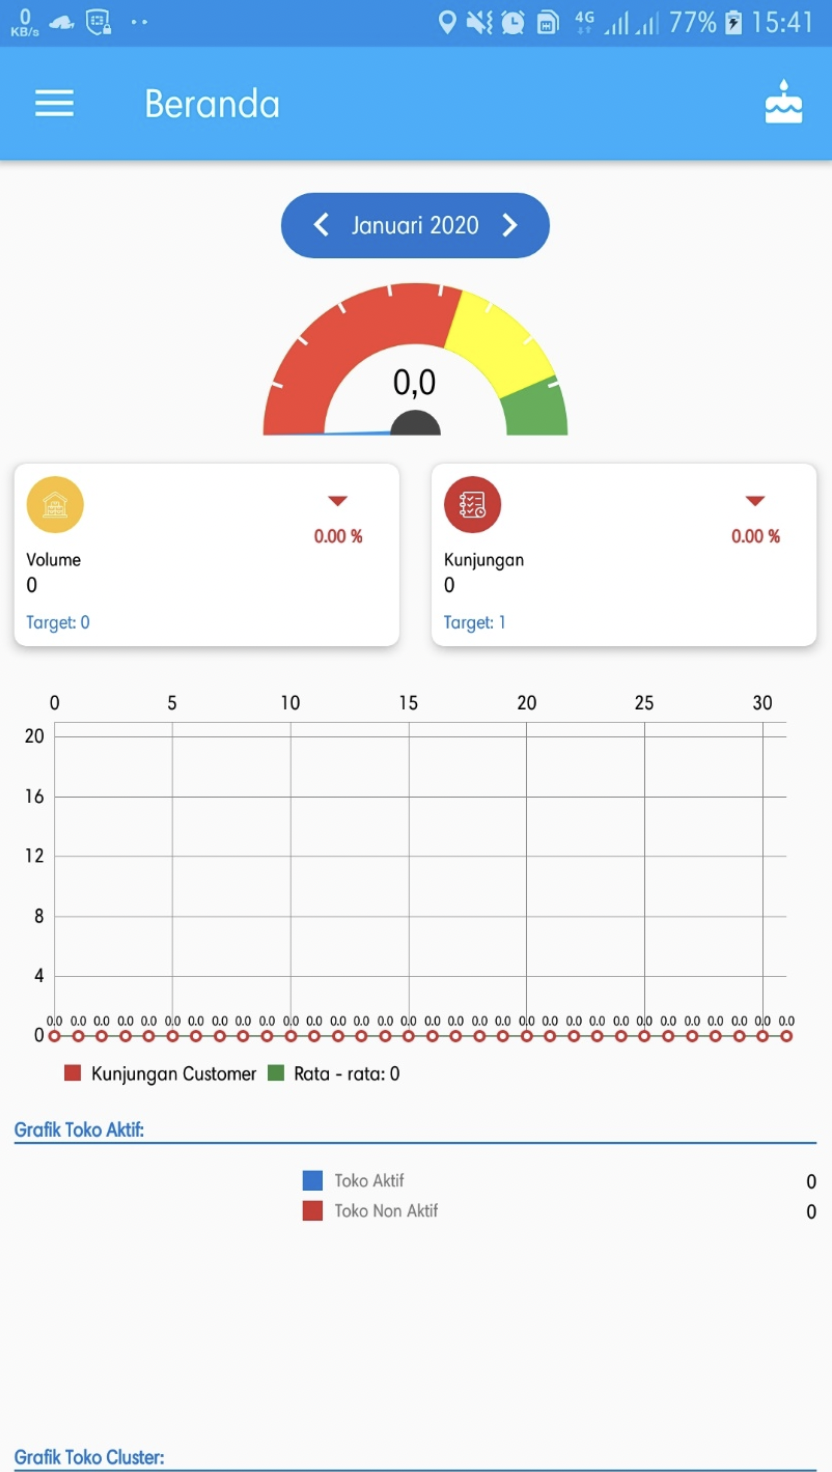 0 KB/s 4G 77% 15:41
Beranda
Januari 2020
0,0
0.00 % 0.00 %
Volume Kunjungan
0 0
Target: 0 Target: 1
0 5 10 15 20 25 30
20
16
12
8
4
0.0 0.0 0.0 0.0 0.0 0.0 0.0 0.0 0.0 0.0 0.0 0.0 0.0 0.0 0.0 0.0 0.0 0.0 0.0 0.0 0.0 0.0 0.0 0.0 0.0 0.0 0.0 0.0 0.0 0.0 0.0 0.0
0
Kunjungan Customer Rata - rata: 0
Grafik Toko Aktif:
Toko Aktif 0
Toko Non Aktif 0
Grafik Toko Cluster: